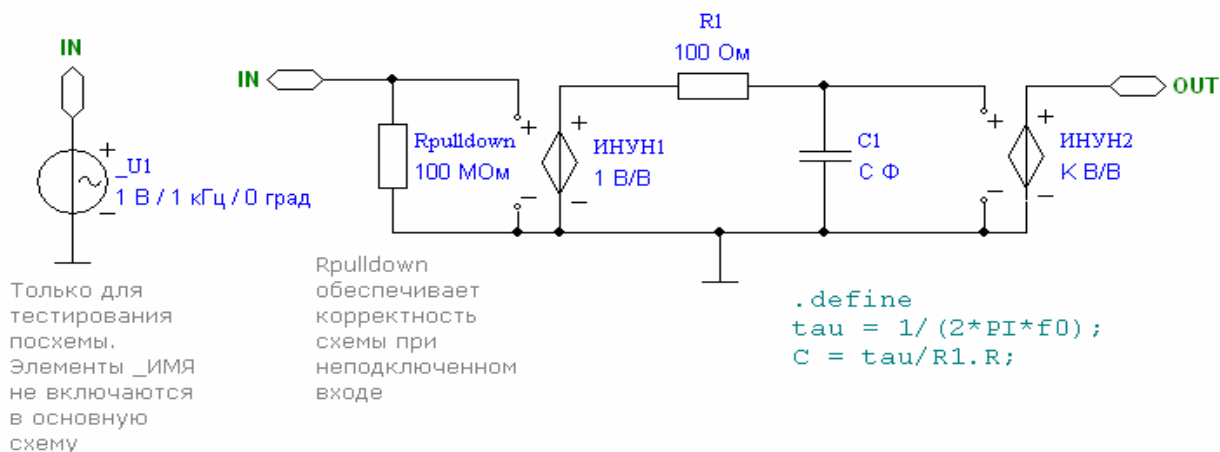 R1
100 Ом
IN
IN
OUT
+
_U1
1 В / 1 кГц / 0 град
−
Rpulldown
100 МОм
+
−
+
ИНУН1
1 В/В
−
C1
C Ф
+
−
+
ИНУН2
K В/В
−
Только для
тестирования
посхемы.
Элементы _ИМЯ
не включаются
в основную
схему
Rpulldown
обеспечивает
корректность
схемы при
неподключенном
входе
.define
tau = 1/(2*PI*f0);
C = tau/R1.R;